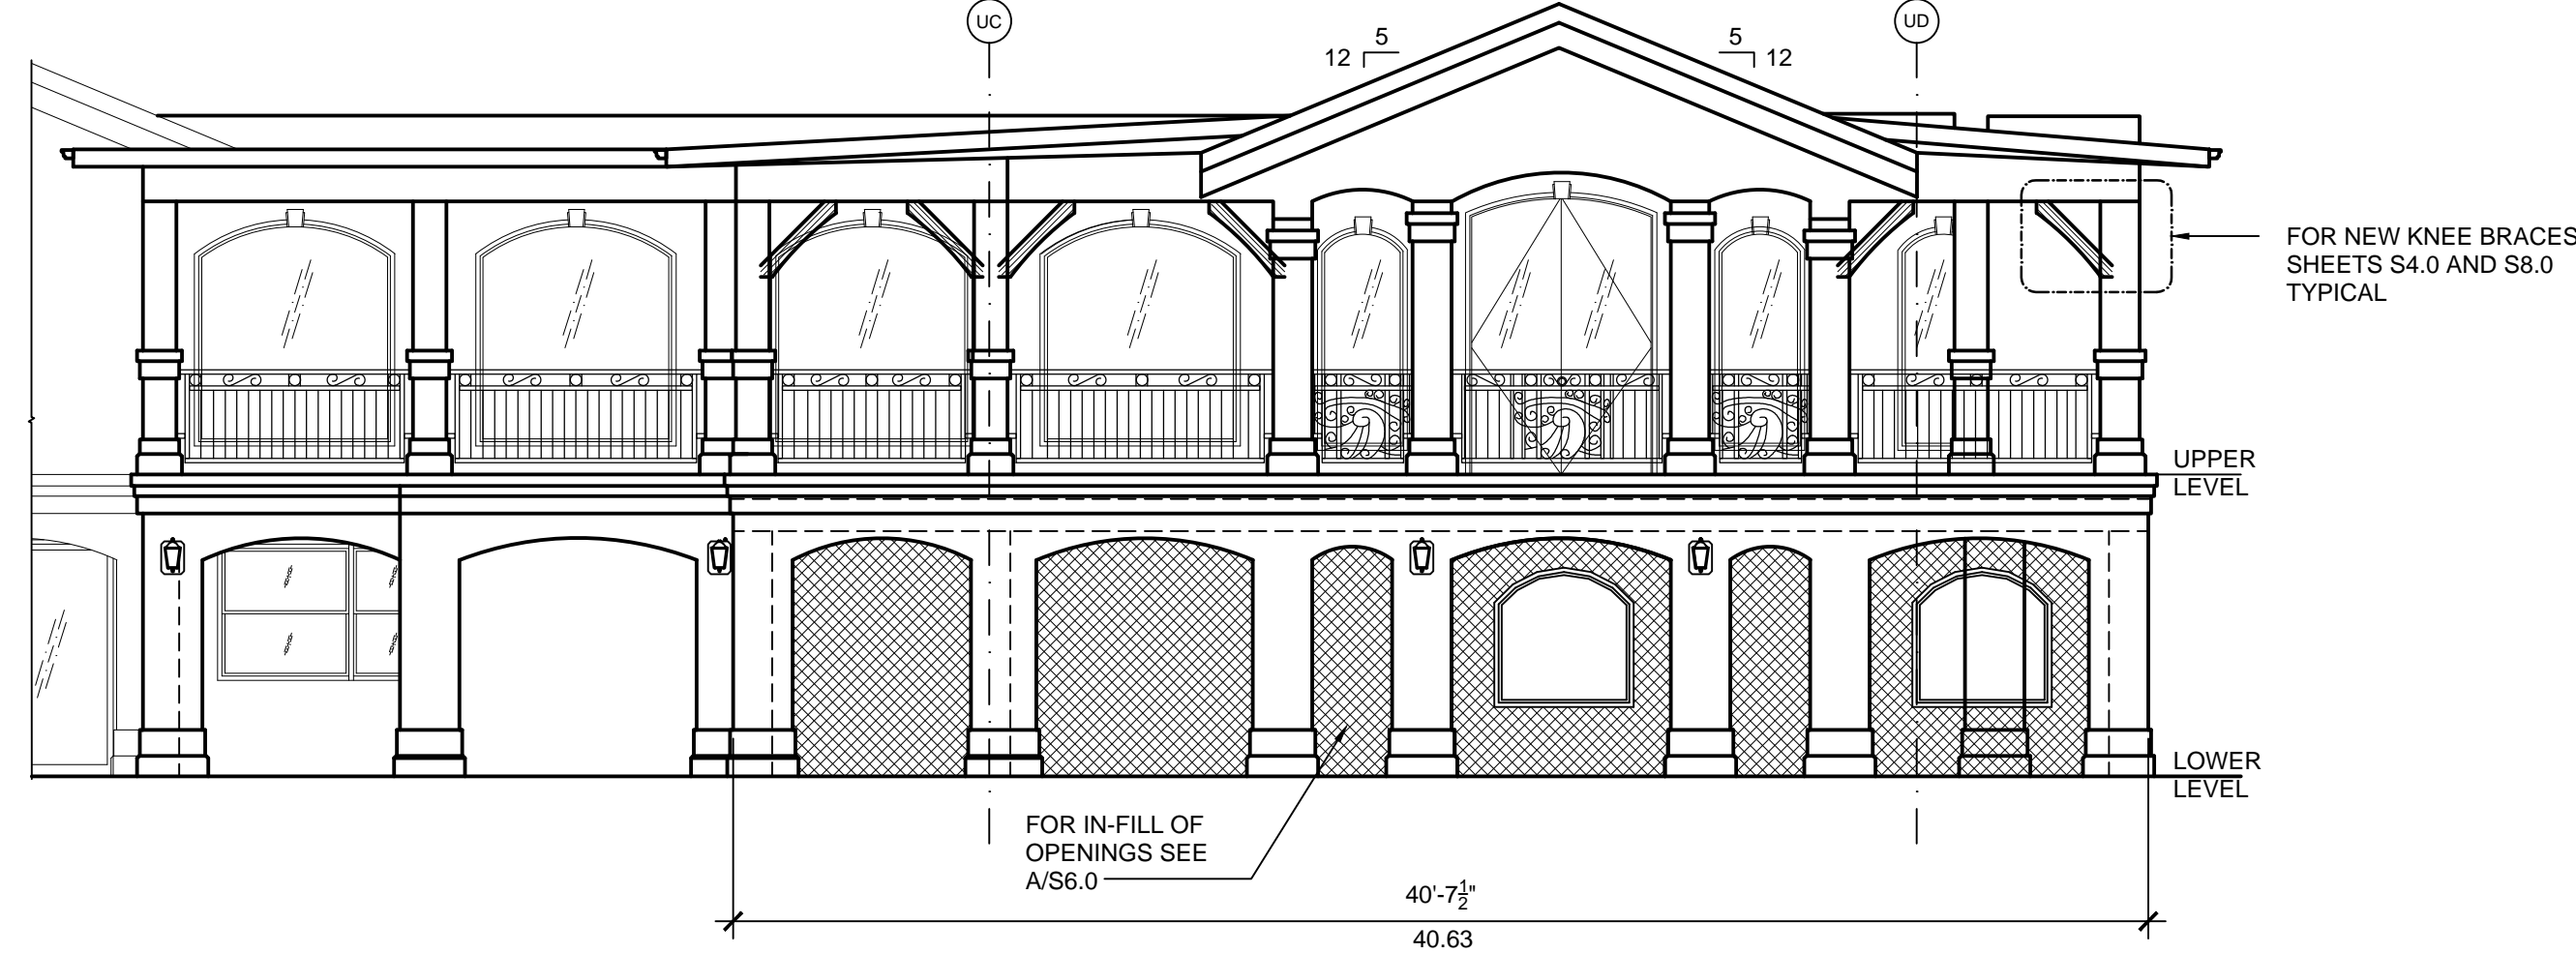 UC
UD
5
12
5
12
FOR NEW KNEE BRACES
SHEETS S4.0 AND S8.0
TYPICAL
UPPER
LEVEL
LOWER
LEVEL
FOR IN-FILL OF
OPENINGS SEE
A/S6.0
40'-7½"
40.63